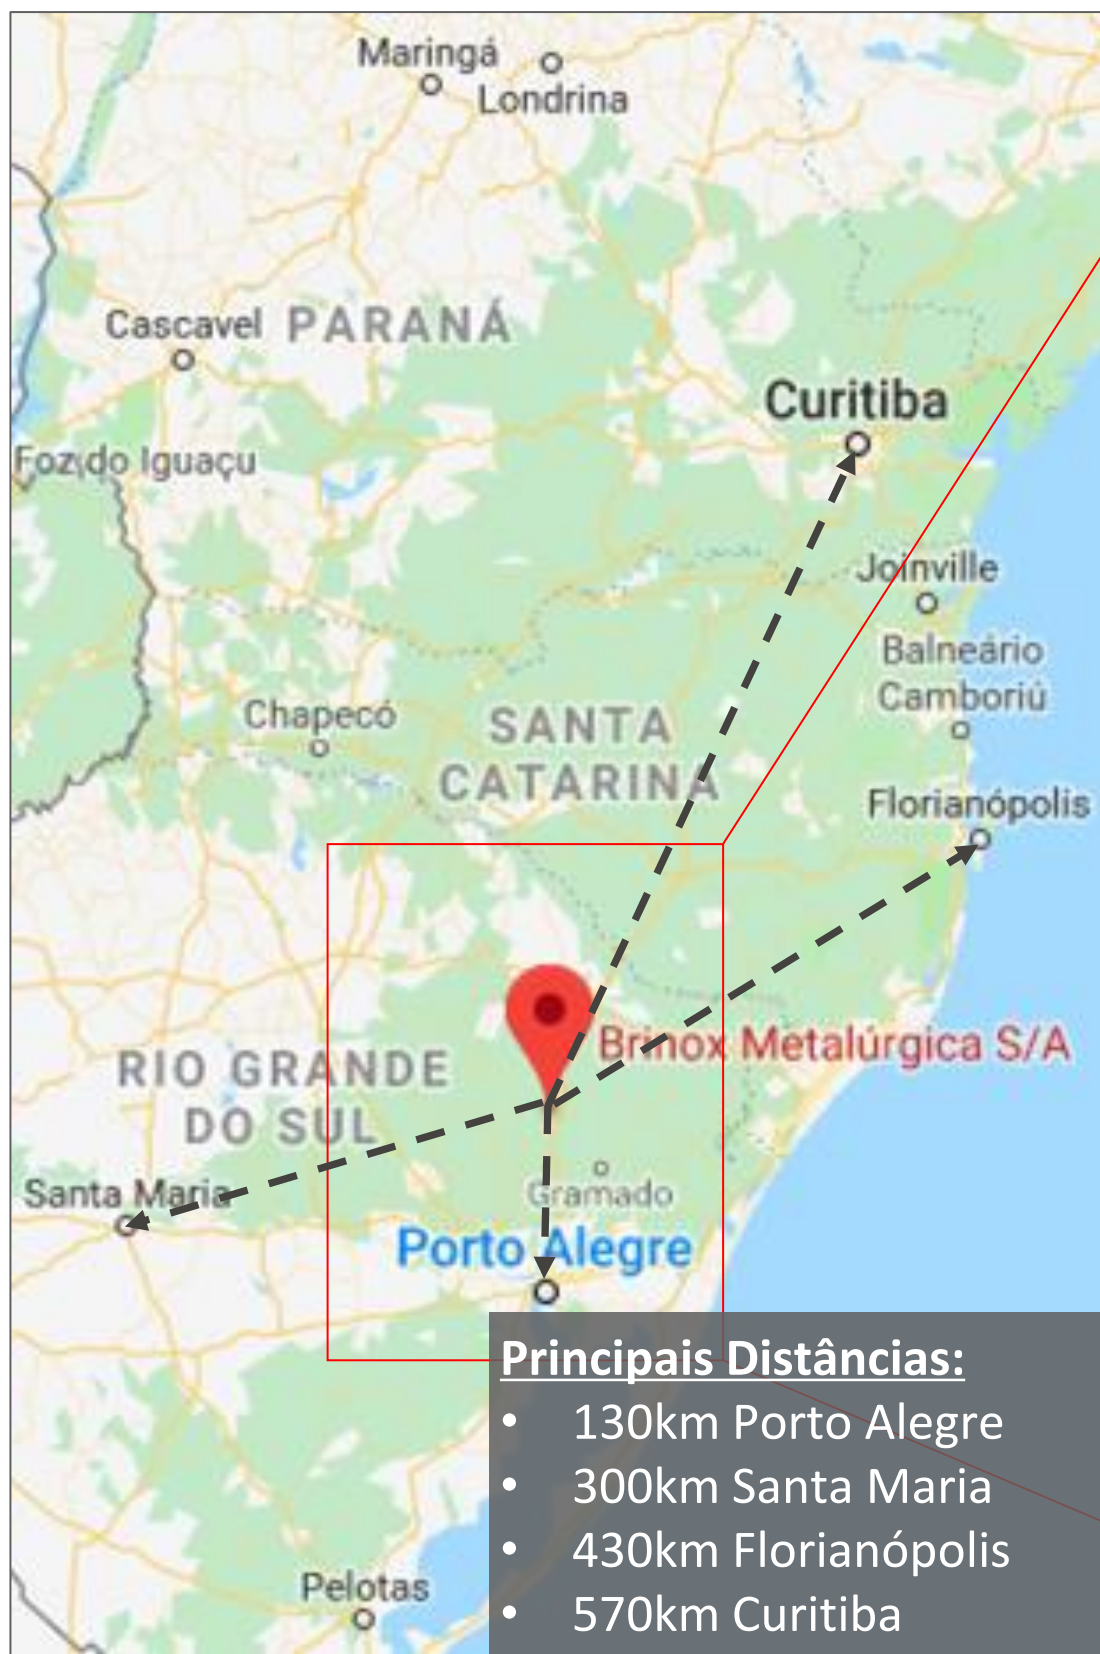 Maringá
Londrina
Cascavel
PARANÁ
Curitiba
Foz do Iguaçu
Joinville
Balneário
Camboriú
Chapecó
SANTA
CATARINA
Florianópolis
Brinox Metalúrgica S/A
RIO GRANDE
DO SUL
Santa Maria
Gramado
Porto Alegre
Principais Distâncias:
• 130km Porto Alegre
• 300km Santa Maria
• 430km Florianópolis
• 570km Curitiba
Pelotas